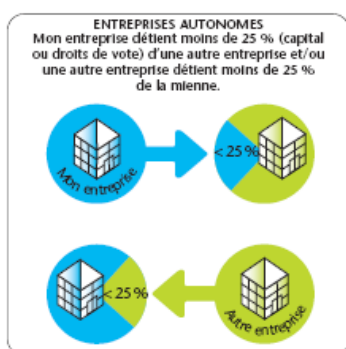 ENTREPRISES AUTONOMES
Mon entreprise détient moins de 25 % (capital
ou droits de vote) d'une autre entreprise et/ou
une autre entreprise détient moins de 25 %
de la mienne.
Mon entreprise
< 25 %
< 25 %
Autre entreprise